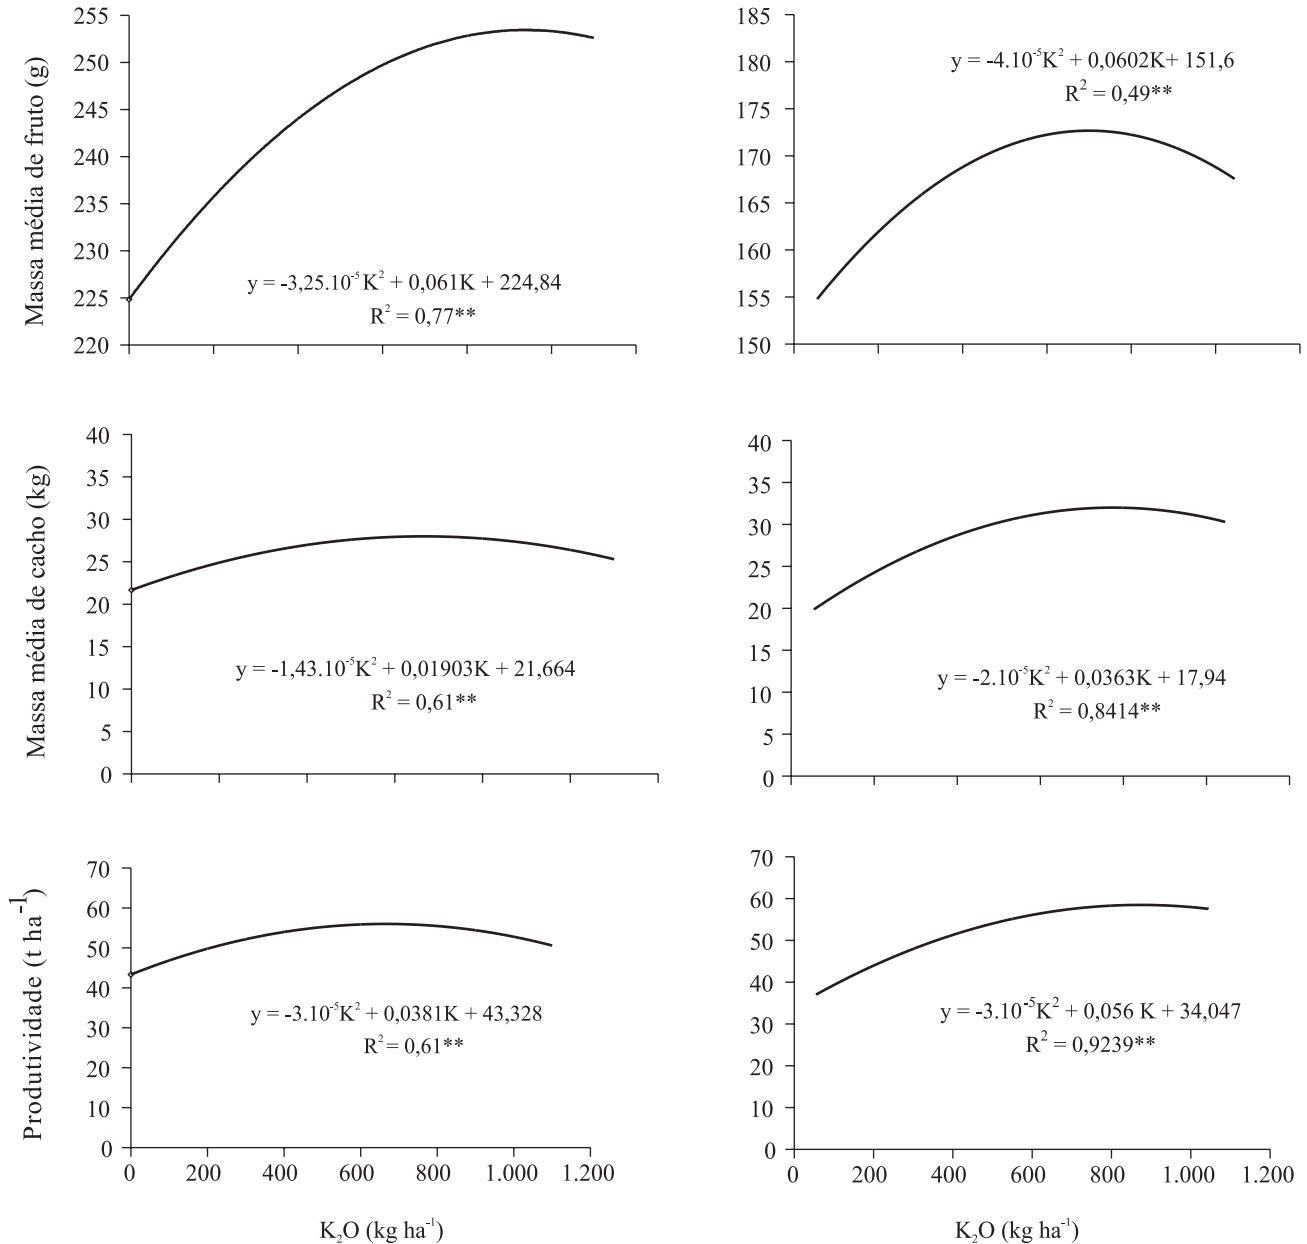 Massa média de fruto (g)
255
250
245
240
235
230
225
220
y = -3,25.10⁻⁵K² + 0,061K + 224,84
R² = 0,77**
185
180
175
170
165
160
155
150
y = -4.10⁻⁵K² + 0,0602K+ 151,6
R² = 0,49**
Massa média de cacho (kg)
40
35
30
25
20
15
10
5
0
y = -1,43.10⁻⁵K² + 0,01903K + 21,664
R² = 0,61**
40
35
30
25
20
15
10
5
0
y = -2.10⁻⁵K² + 0,0363K + 17,94
R² = 0,8414**
Produtividade (t ha⁻¹)
70
60
50
40
30
20
10
0
y = -3.10⁻⁵K² + 0,0381K + 43,328
R² = 0,61**
0 200 400 600 800 1.000 1.200
K₂O (kg ha⁻¹)
70
60
50
40
30
20
10
0
y = -3.10⁻⁵K² + 0,056 K + 34,047
R² = 0,9239**
0 200 400 600 800 1.000 1.200
K₂O (kg ha⁻¹)